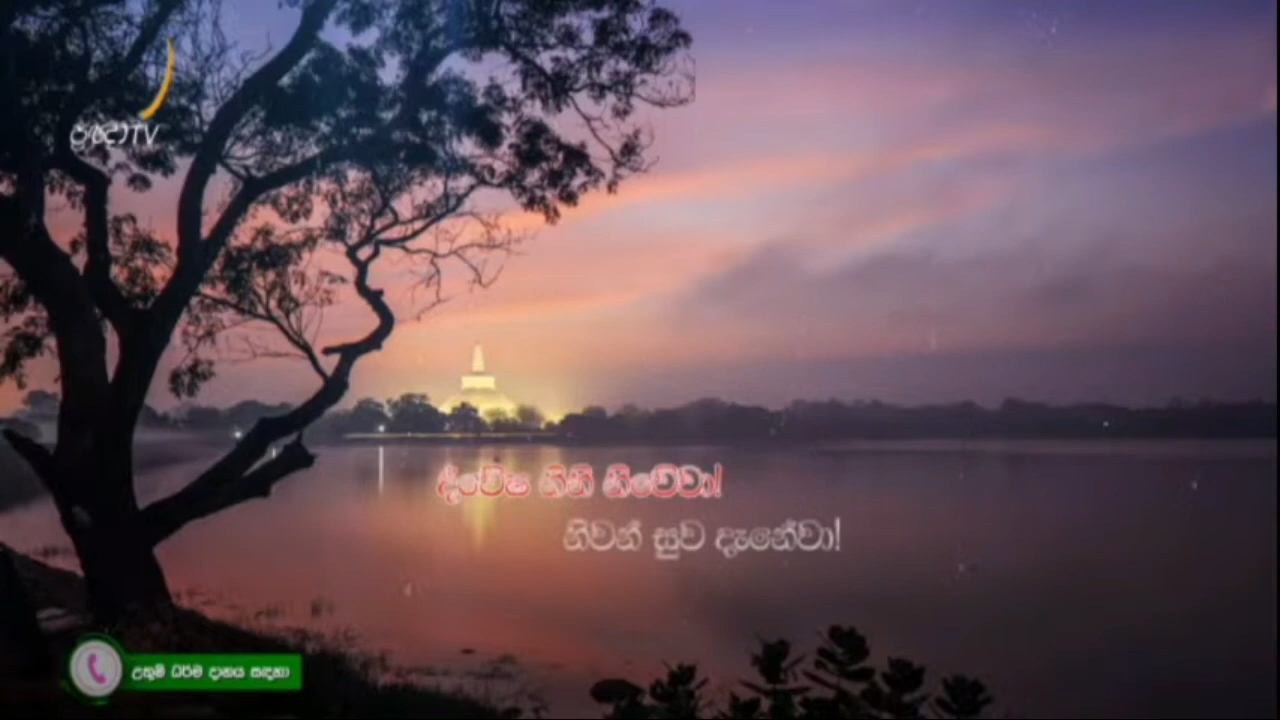 ශ්‍රද්ධා TV
ද්වේෂ ගිනි නිවේවා!
නිවන් සුව දැනේවා!
උතුම් ධර්ම දානය සඳහා